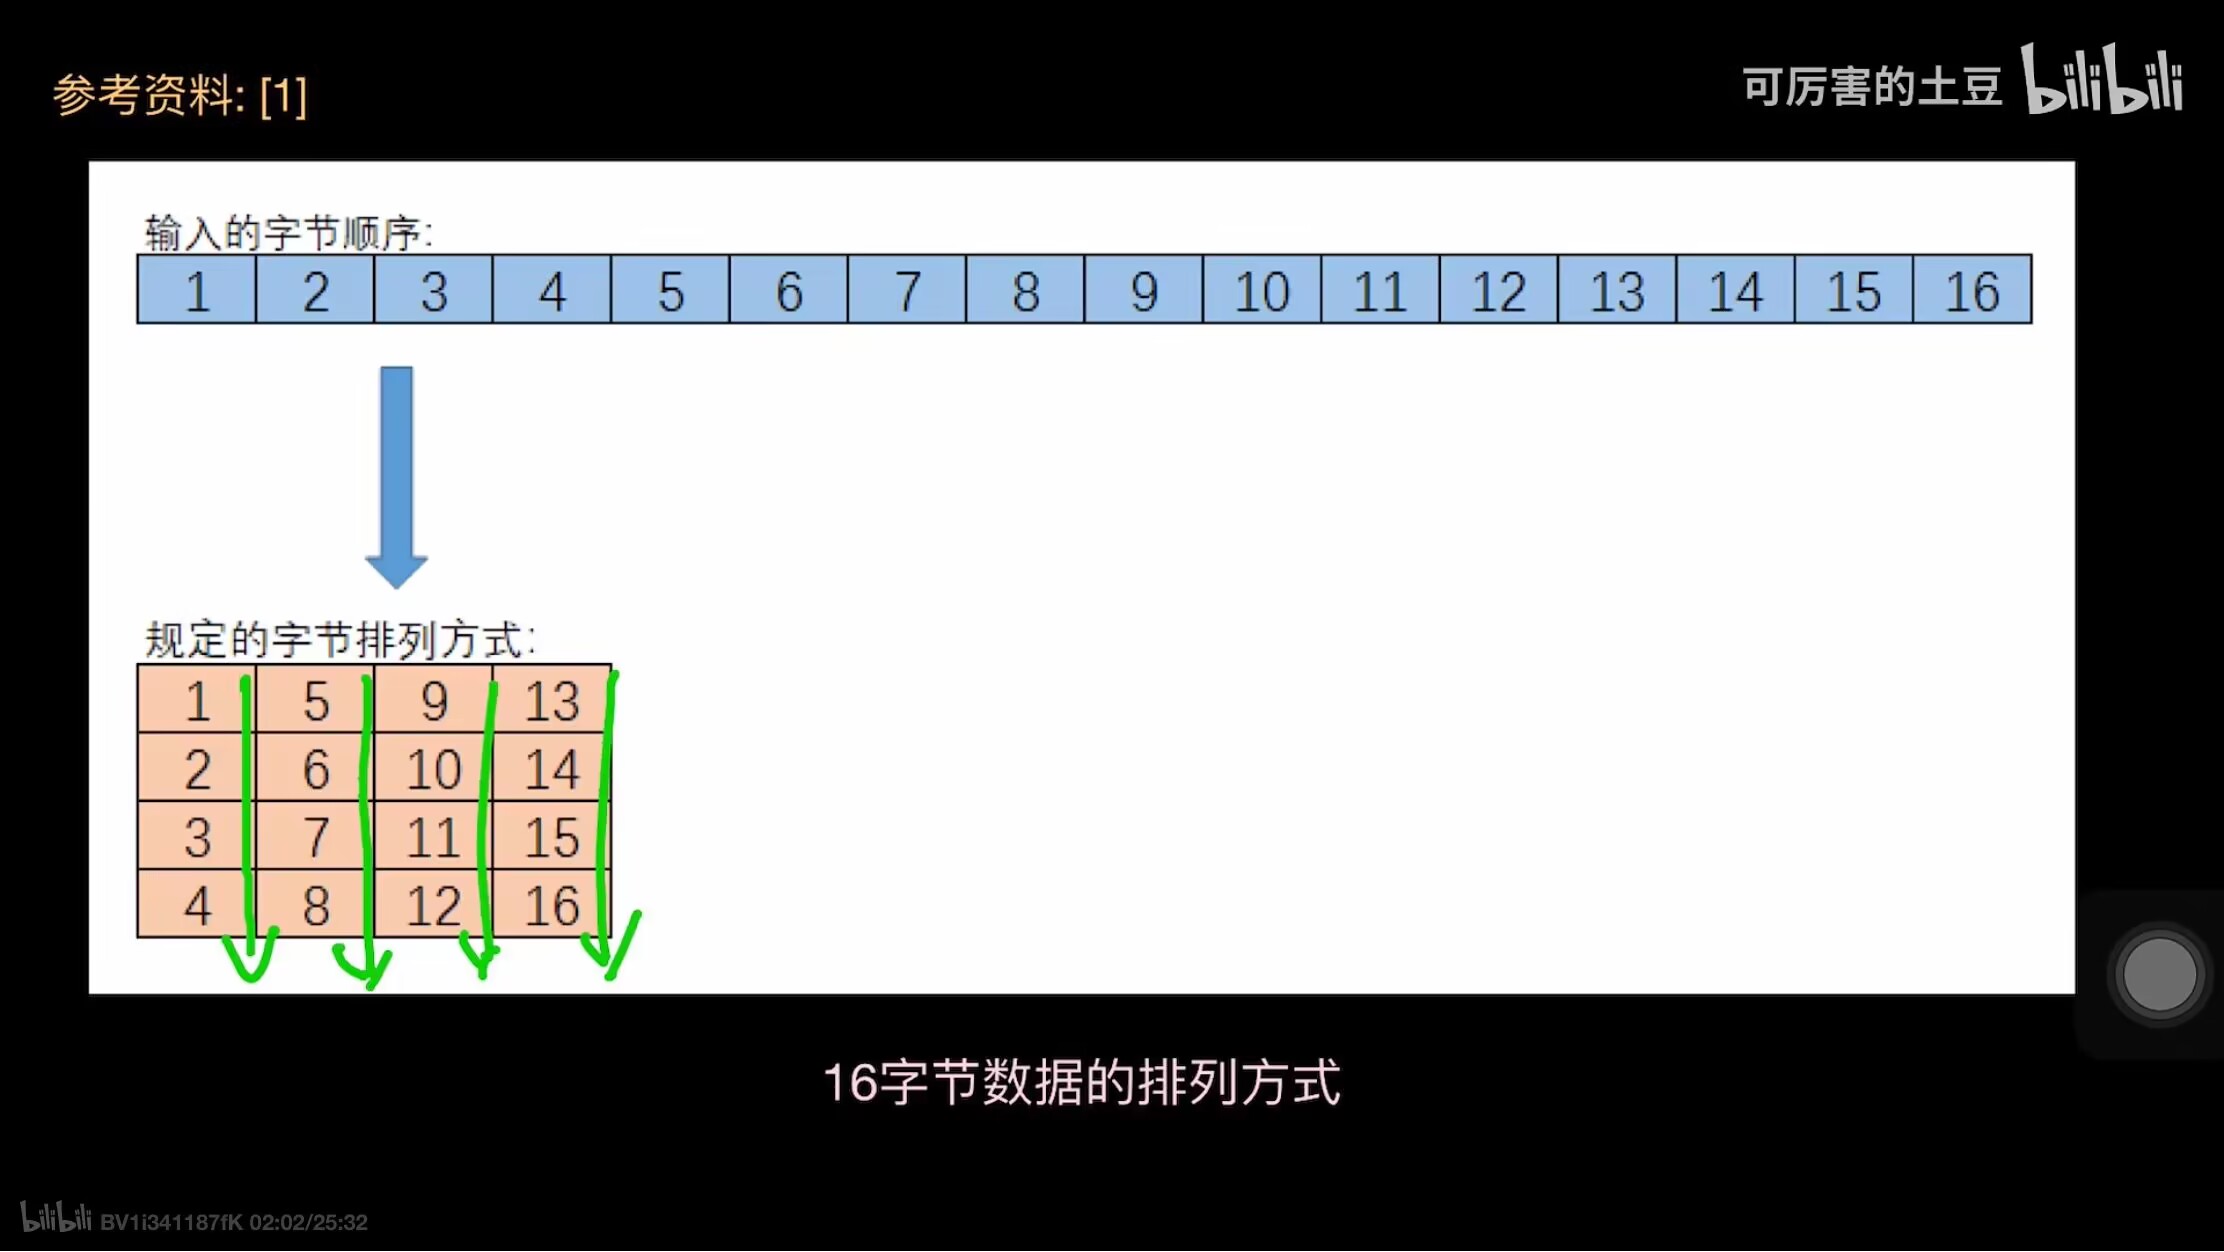 参考资料: [1]
可厉害的土豆 bilibili
输入的字节顺序:
1 2 3 4 5 6 7 8 9 10 11 12 13 14 15 16
规定的字节排列方式:
1 5 9 13
2 6 10 14
3 7 11 15
4 8 12 16
16字节数据的排列方式
bilibili BV1i341187fK 02:02/25:32